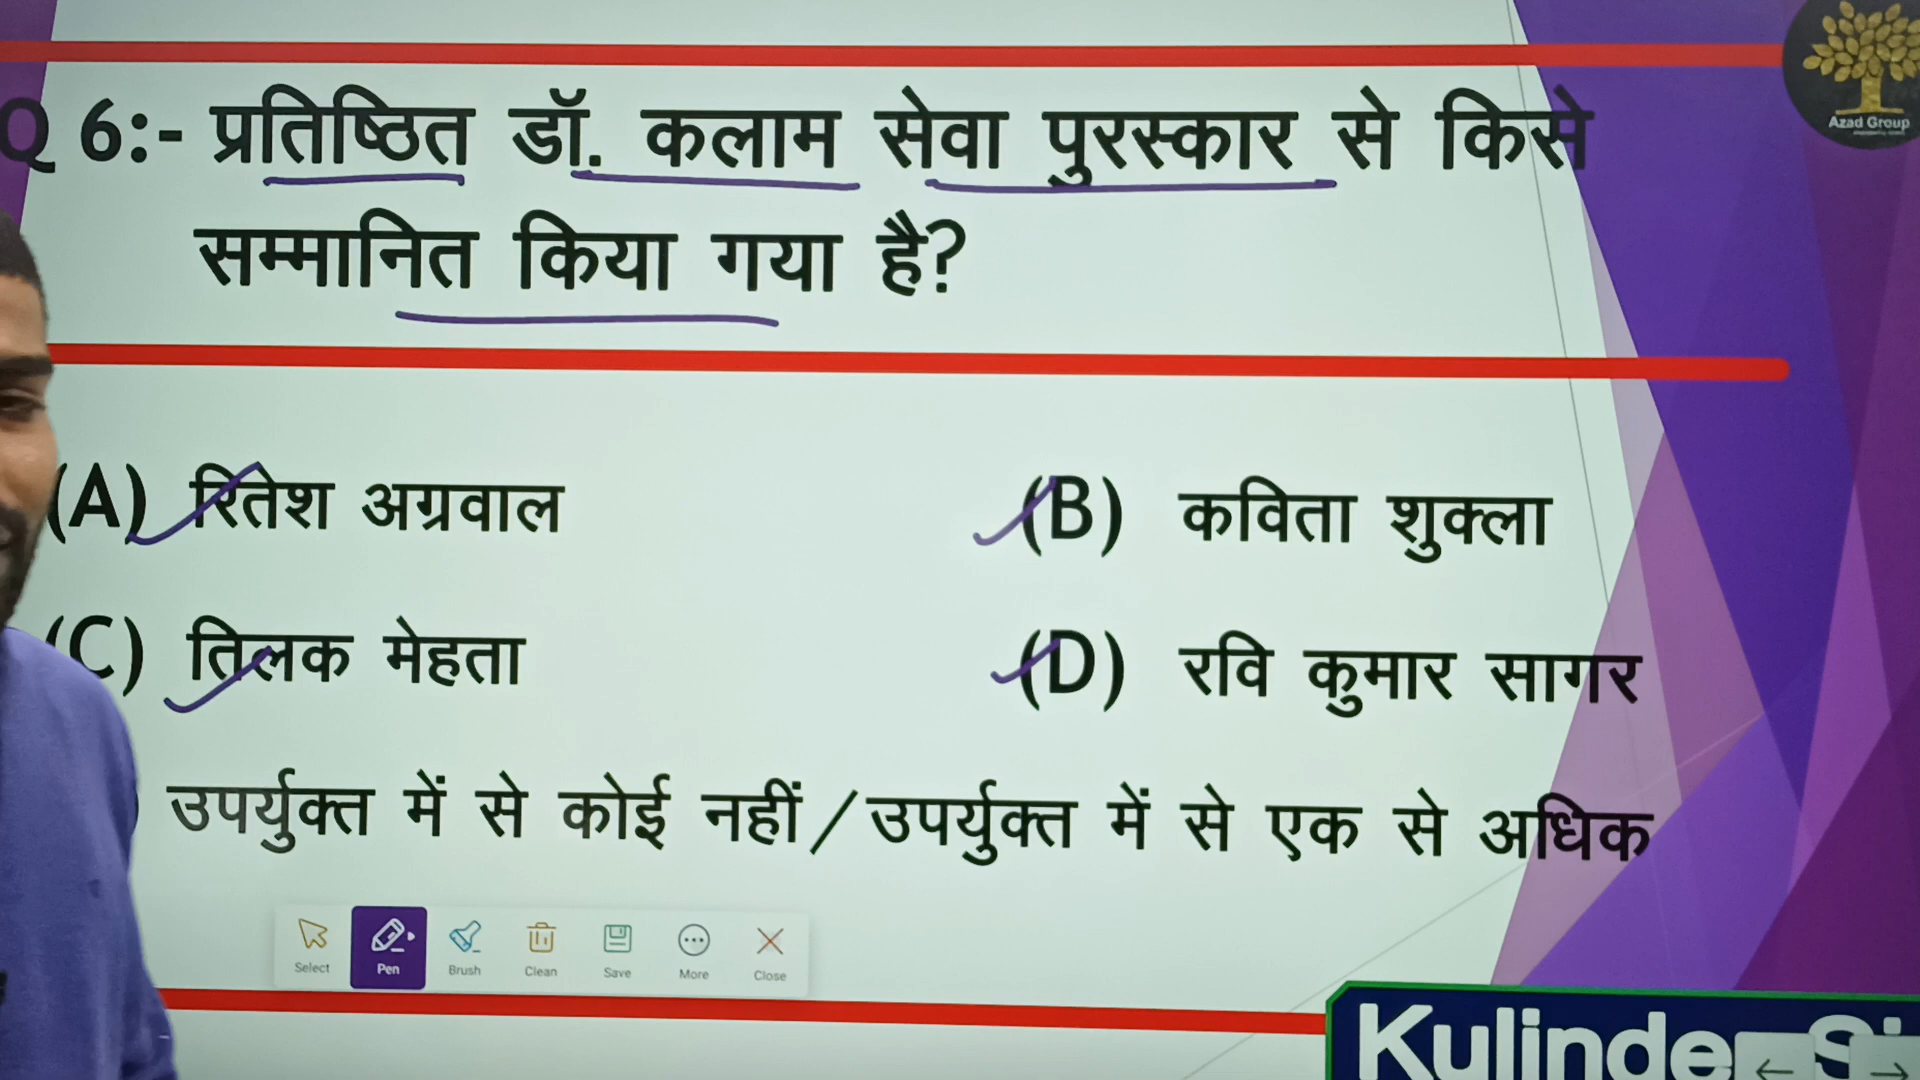 Azad Group
Q 6:- प्रतिष्ठित डॉ. कलाम सेवा पुरस्कार से किसे
सम्मानित किया गया है?
(A) रितेश अग्रवाल
(B) कविता शुक्ला
(C) तिलक मेहता
(D) रवि कुमार सागर
उपर्युक्त में से कोई नहीं/उपर्युक्त में से एक से अधिक
Select Pen Brush Clean Save More Close